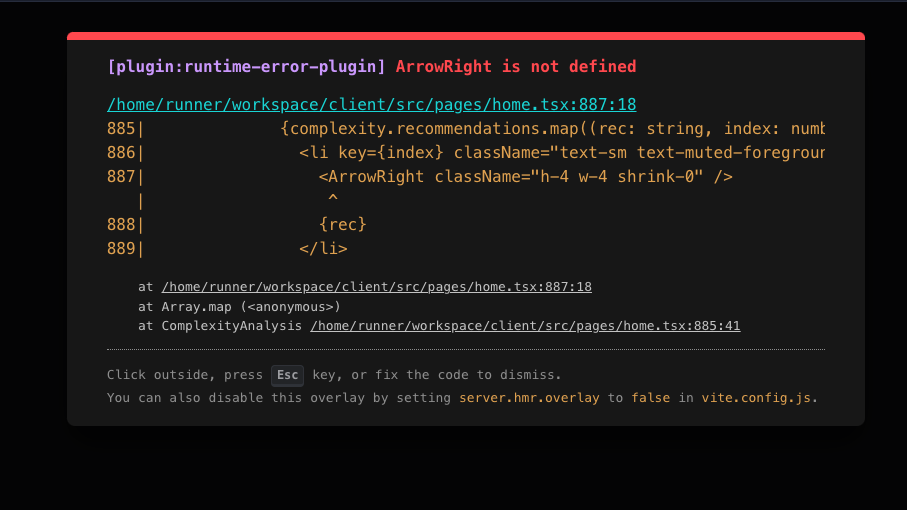 [plugin:runtime-error-plugin] ArrowRight is not defined
/home/runner/workspace/client/src/pages/home.tsx:887:18
885|              {complexity.recommendations.map((rec: string, index: numb
886|                <li key={index} className="text-sm text-muted-foregroun
887|                  <ArrowRight className="h-4 w-4 shrink-0" />
   |                   ^
888|                  {rec}
889|                </li>
at /home/runner/workspace/client/src/pages/home.tsx:887:18
at Array.map (<anonymous>)
at ComplexityAnalysis /home/runner/workspace/client/src/pages/home.tsx:885:41
Click outside, press Esc key, or fix the code to dismiss.
You can also disable this overlay by setting server.hmr.overlay to false in vite.config.js.